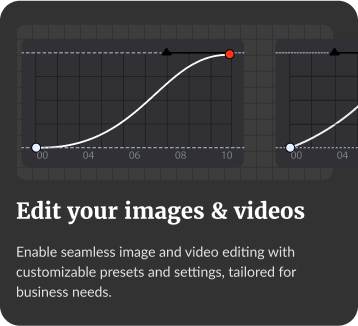 00 04 06 08 10 00 04
Edit your images & videos
Enable seamless image and video editing with
customizable presets and settings, tailored for
business needs.